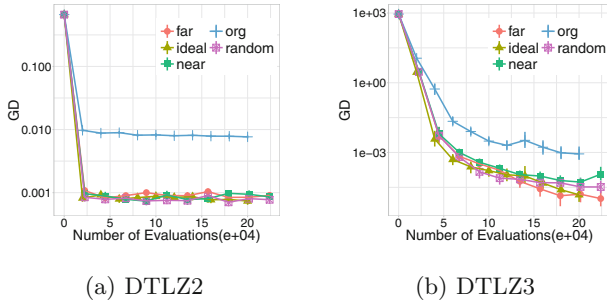 far org
ideal random
near
0.100
0.010
0.001
GD
0 5 10 15 20
Number of Evaluations(e+04)
(a) DTLZ2
1e+03
far org
ideal random
near
1e+00
1e−03
GD
0 5 10 15 20
Number of Evaluations(e+04)
(b) DTLZ3